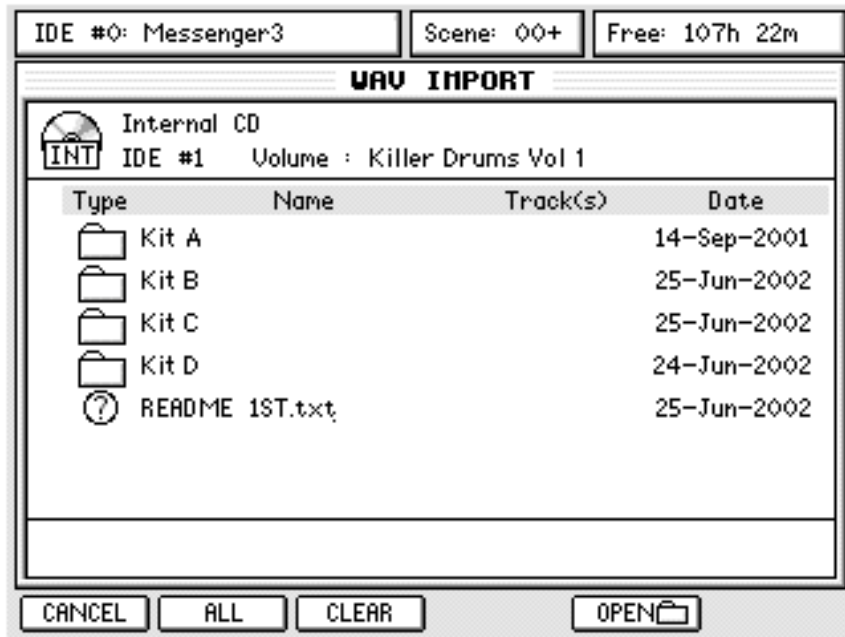 IDE #0: Messenger3 Scene: 00+ Free: 107h 22m
WAV IMPORT
Internal CD
INT IDE #1 Volume : Killer Drums Vol 1
Type Name Track(s) Date
Kit A 14-Sep-2001
Kit B 25-Jun-2002
Kit C 25-Jun-2002
Kit D 24-Jun-2002
? README 1ST.txt 25-Jun-2002
CANCEL ALL CLEAR OPEN